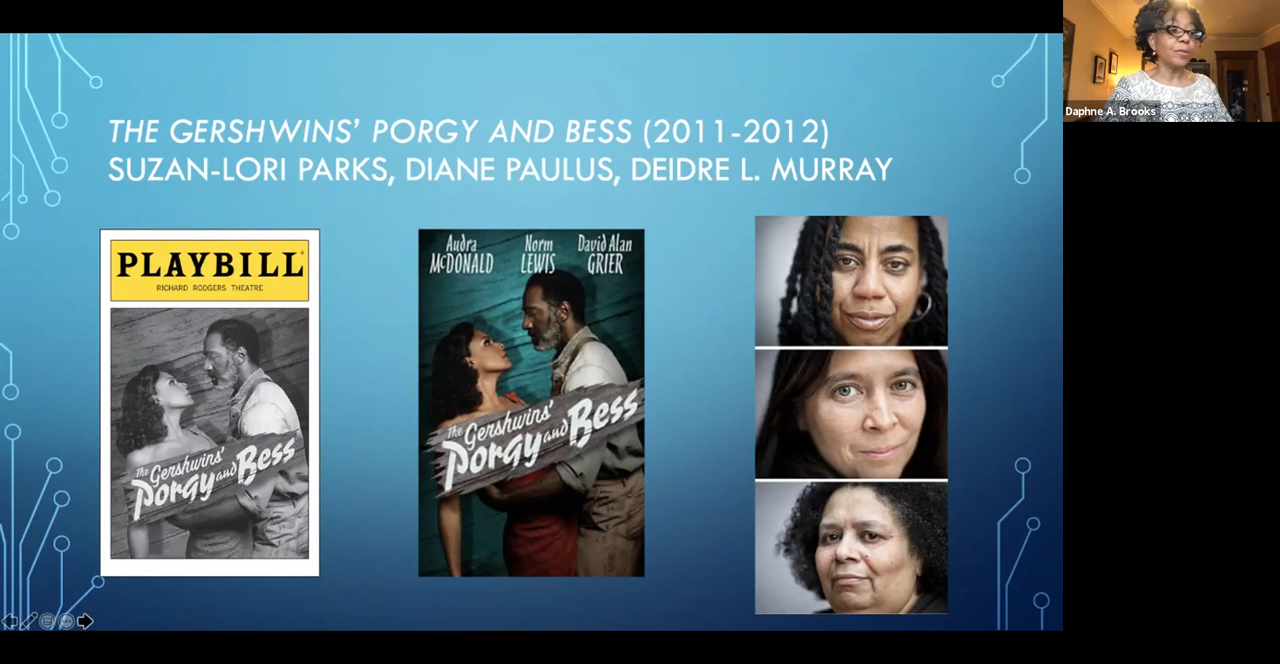 THE GERSHWINS' PORGY AND BESS (2011-2012)
SUZAN-LORI PARKS, DIANE PAULUS, DEIDRE L. MURRAY
PLAYBILL
RICHARD RODGERS THEATRE
The Gershwins'
Porgy and Bess
Audra
McDONALD
Norm
LEWIS
David Alan
GRIER
The Gershwins'
Porgy and Bess
Daphne A. Brooks